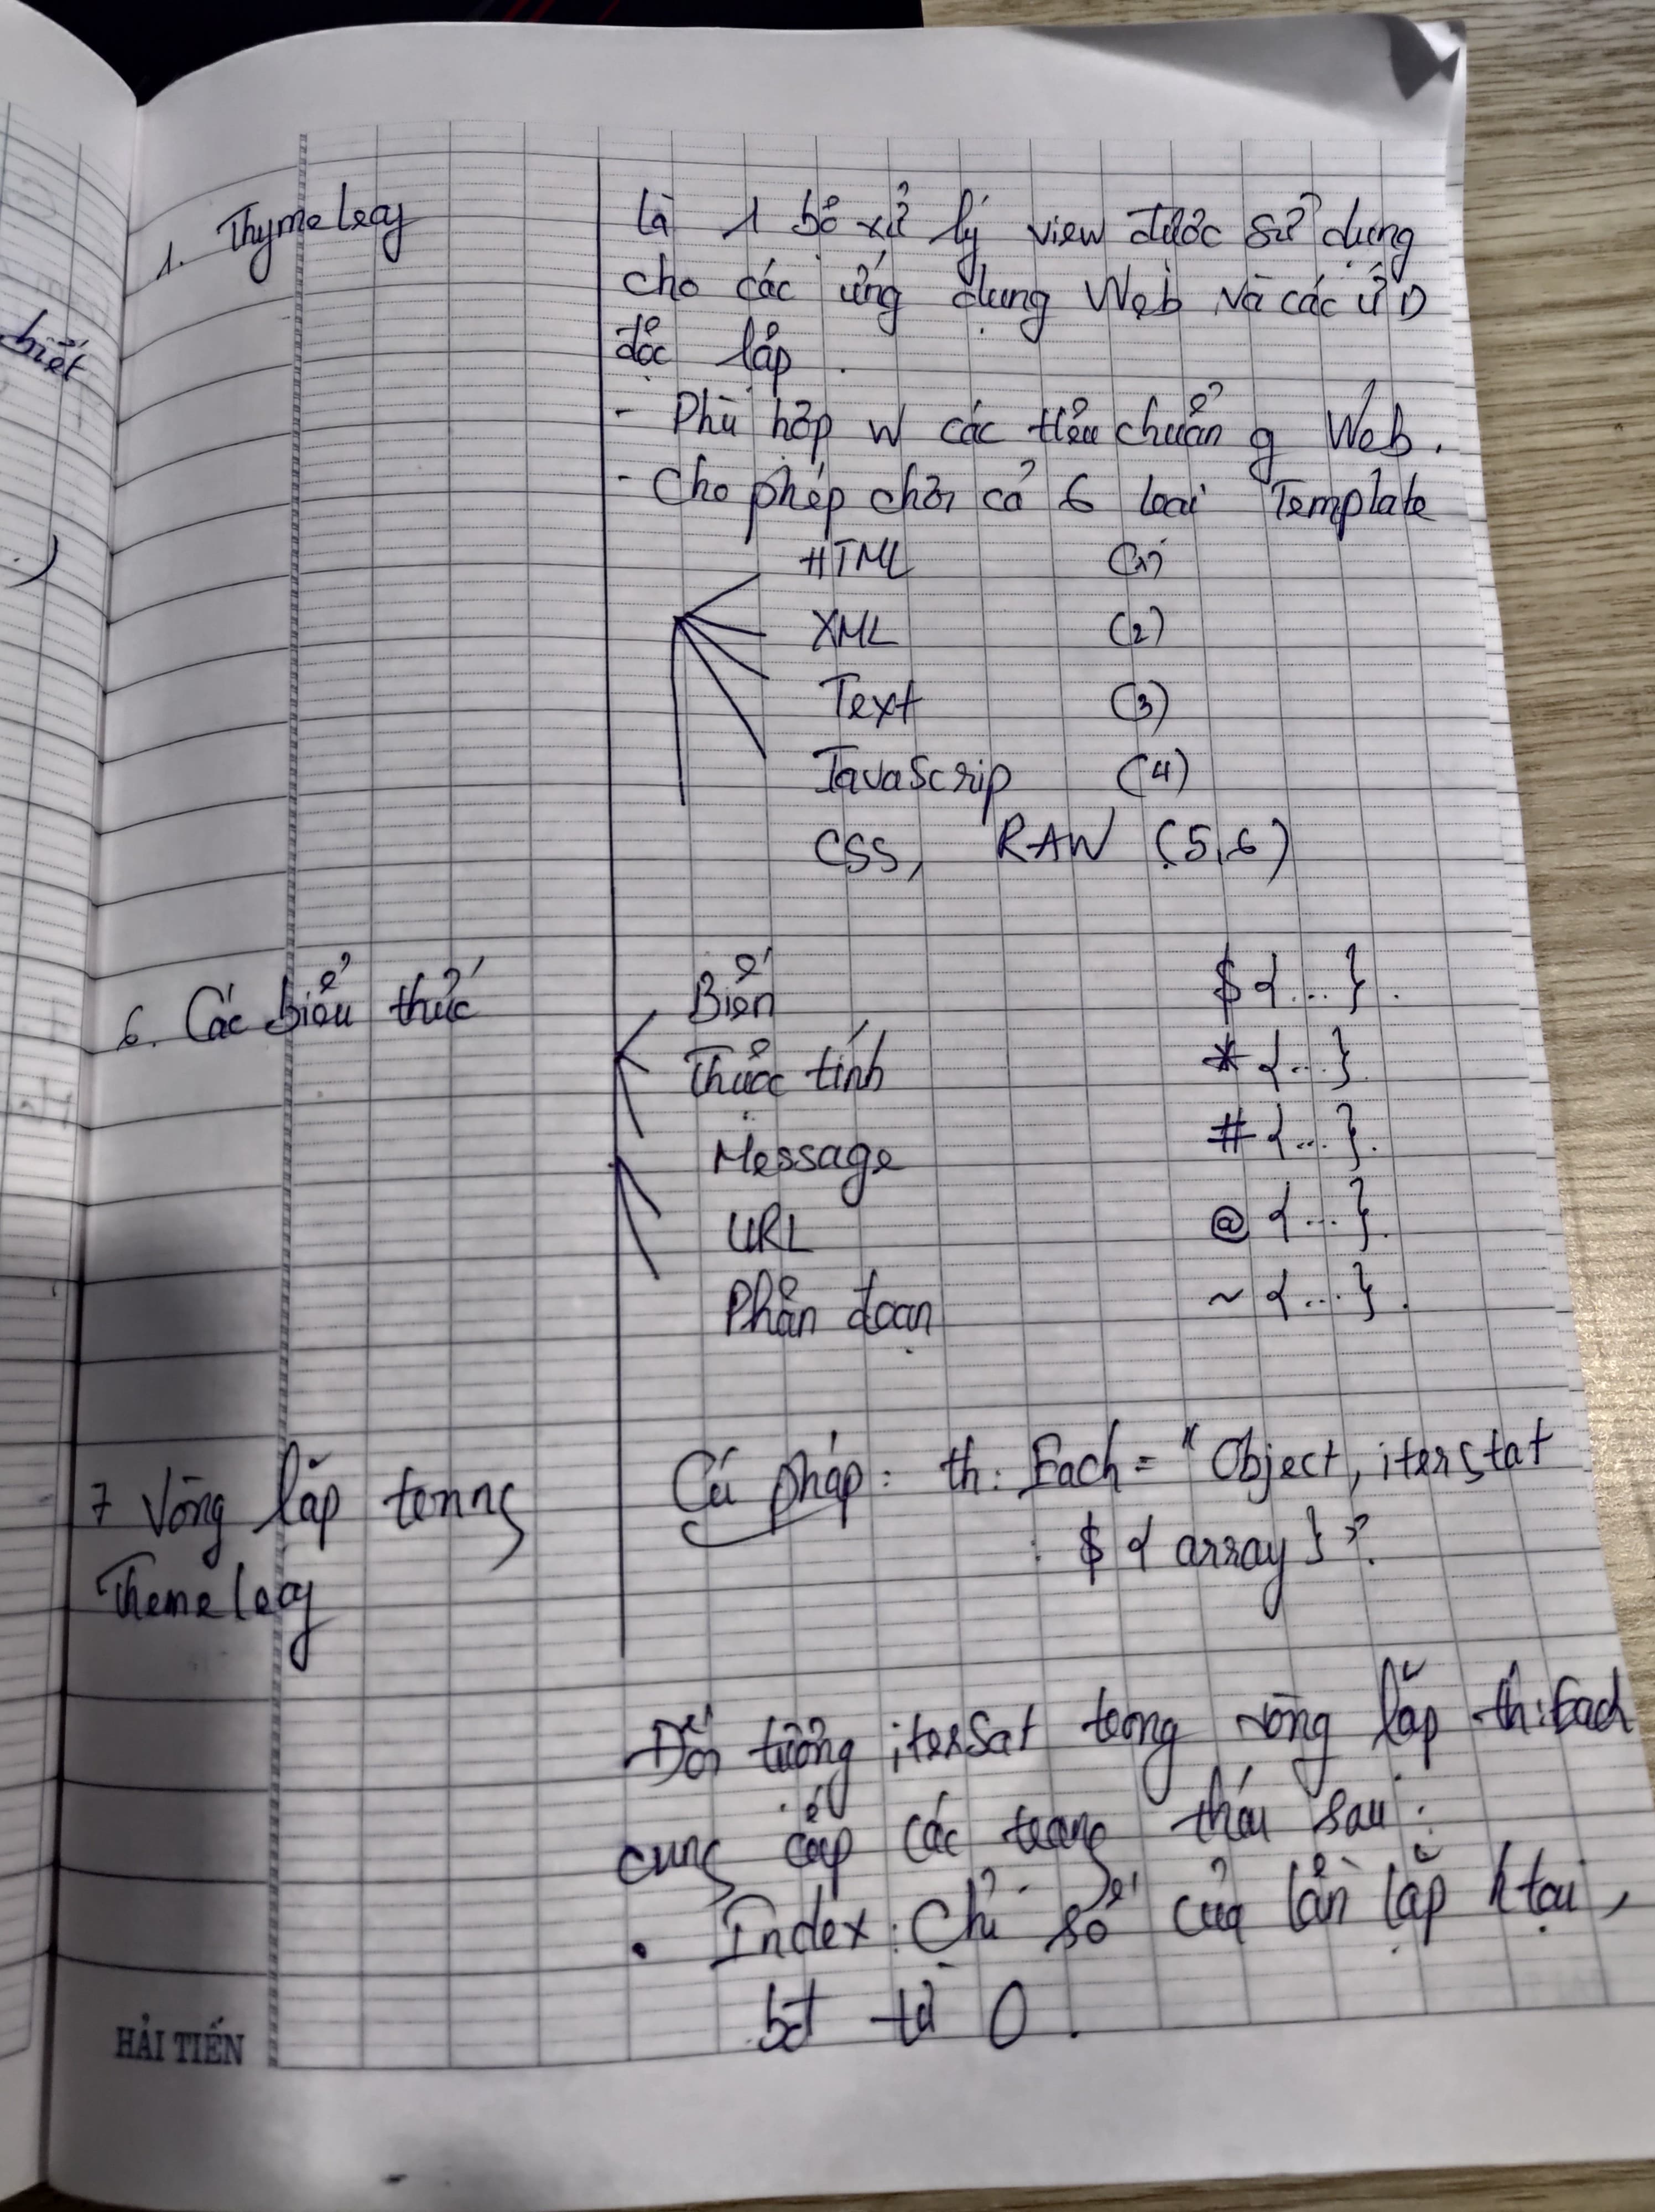 biết
)
1. Thymeleaf
Là 1 bộ xử lý view được sử dụng
cho các ứng dụng Web và các ƯD
độc lập.
- Phù hợp w các tiêu chuẩn g Web.
- Cho phép chơi cả 6 loại Template
HTML (1)
XML (2)
Text (3)
JavaScrip (4)
CSS, RAW (5,6)
6. Các biểu thức
Biến ${...}.
Thuộc tính *{...}.
Message #{...}.
URL @{...}.
Phân đoạn ~{...}.
7 Vòng lặp tronng
Themeleaf
Cú pháp: th: Each = "Object, iterstat
: ${array}".
Đối tượng iterSat trong vòng lặp th:Each
cung cấp các trạng thái sau:
• Index: Chỉ số của lần lặp htại,
bđ từ 0.
HẢI TIẾN